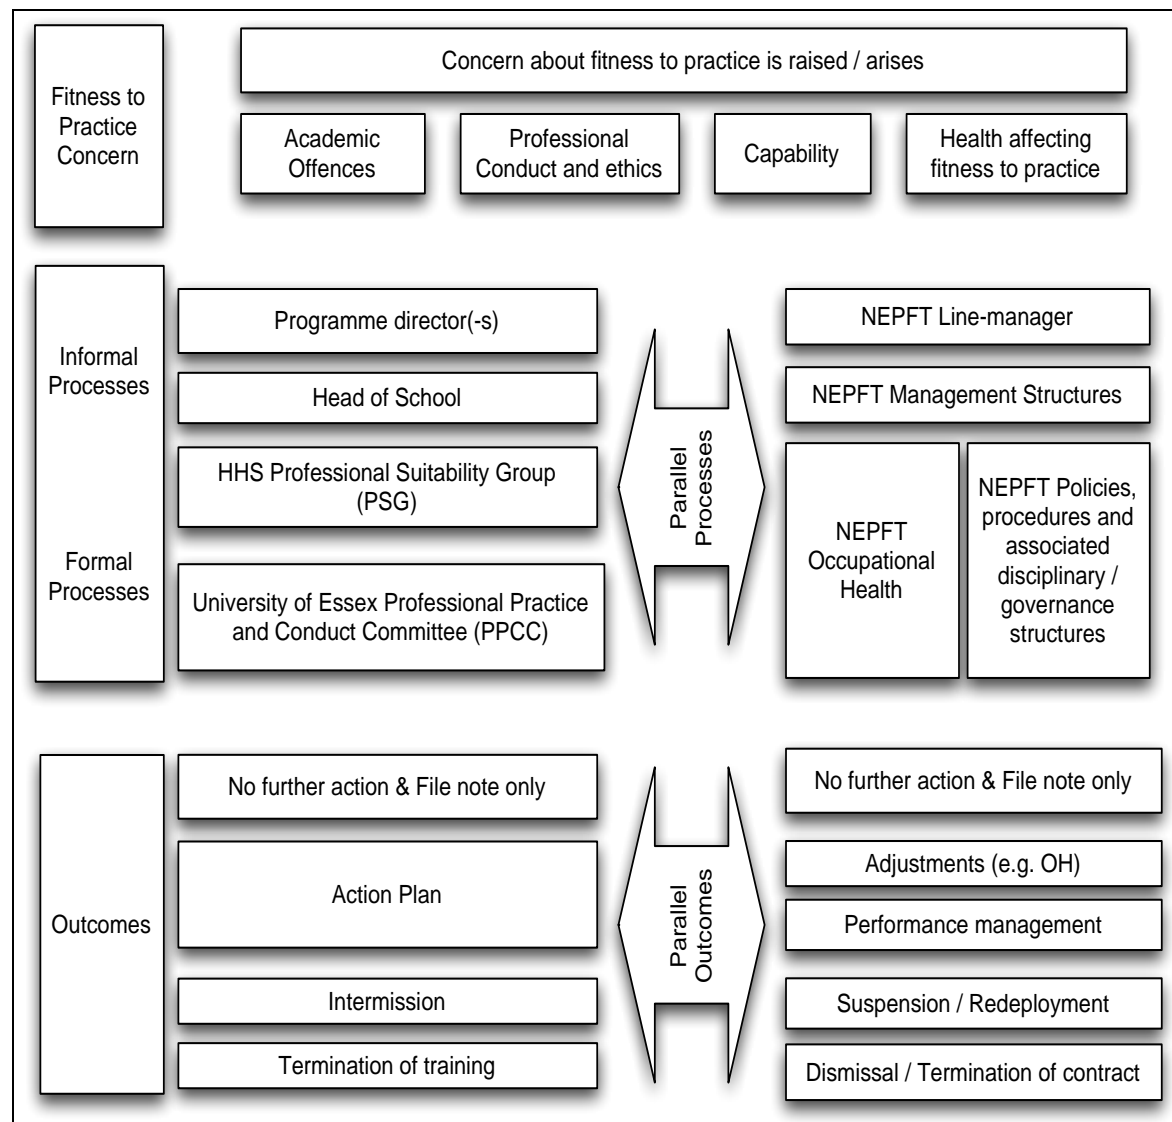 Fitness to
Practice
Concern
Concern about fitness to practice is raised / arises
Academic
Offences
Professional
Conduct and ethics
Capability
Health affecting
fitness to practice
Informal
Processes
Formal
Processes
Programme director(-s)
Head of School
HHS Professional Suitability Group
(PSG)
University of Essex Professional Practice
and Conduct Committee (PPCC)
Parallel
Processes
NEPFT Line-manager
NEPFT Management Structures
NEPFT
Occupational
Health
NEPFT Policies,
procedures and
associated
disciplinary /
governance
structures
Outcomes
No further action & File note only
Action Plan
Intermission
Termination of training
Parallel
Outcomes
No further action & File note only
Adjustments (e.g. OH)
Performance management
Suspension / Redeployment
Dismissal / Termination of contract